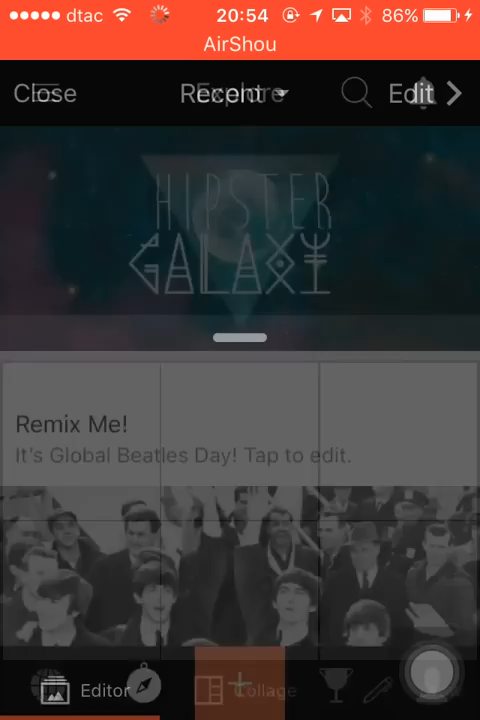 dtac 20:54 86%
AirShou
Close Recent Explore Edit
HIPSTER
GALAXY
Remix Me!
It's Global Beatles Day! Tap to edit.
Editor Collage